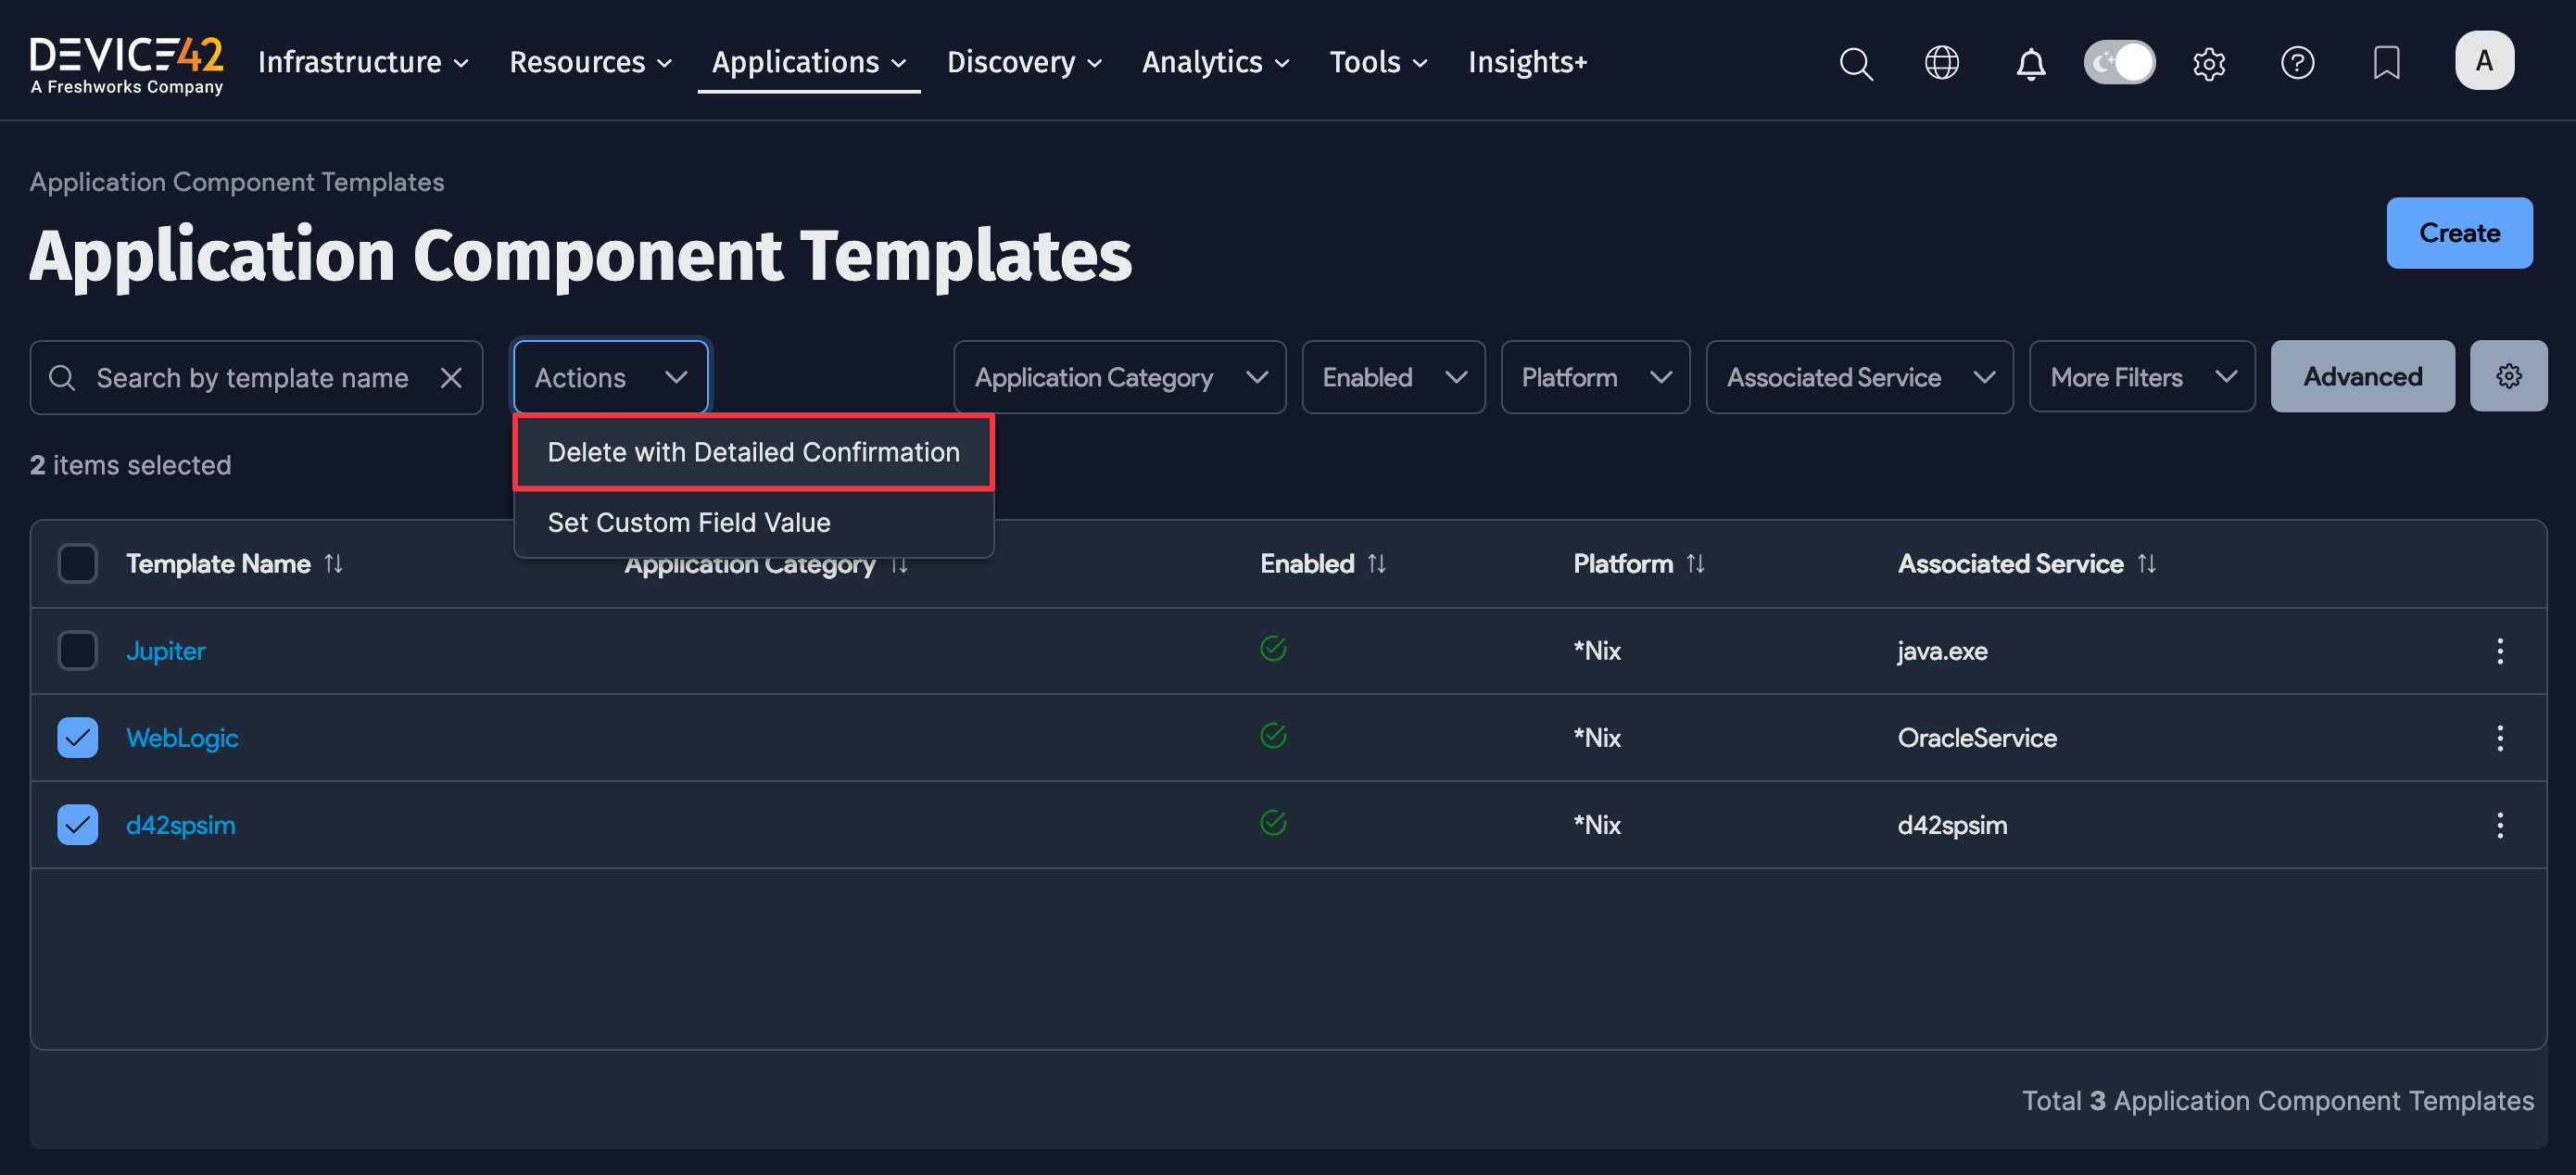 DEVICE42
A Freshworks Company
Infrastructure Resources Applications Discovery Analytics Tools Insights+
A
Application Component Templates
Application Component Templates
Create
Search by template name
Actions
Application Category
Enabled
Platform
Associated Service
More Filters
Advanced
Delete with Detailed Confirmation
Set Custom Field Value
2 items selected
Template Name Application Category Enabled Platform Associated Service
Jupiter *Nix java.exe
WebLogic *Nix OracleService
d42spsim *Nix d42spsim
Total 3 Application Component Templates